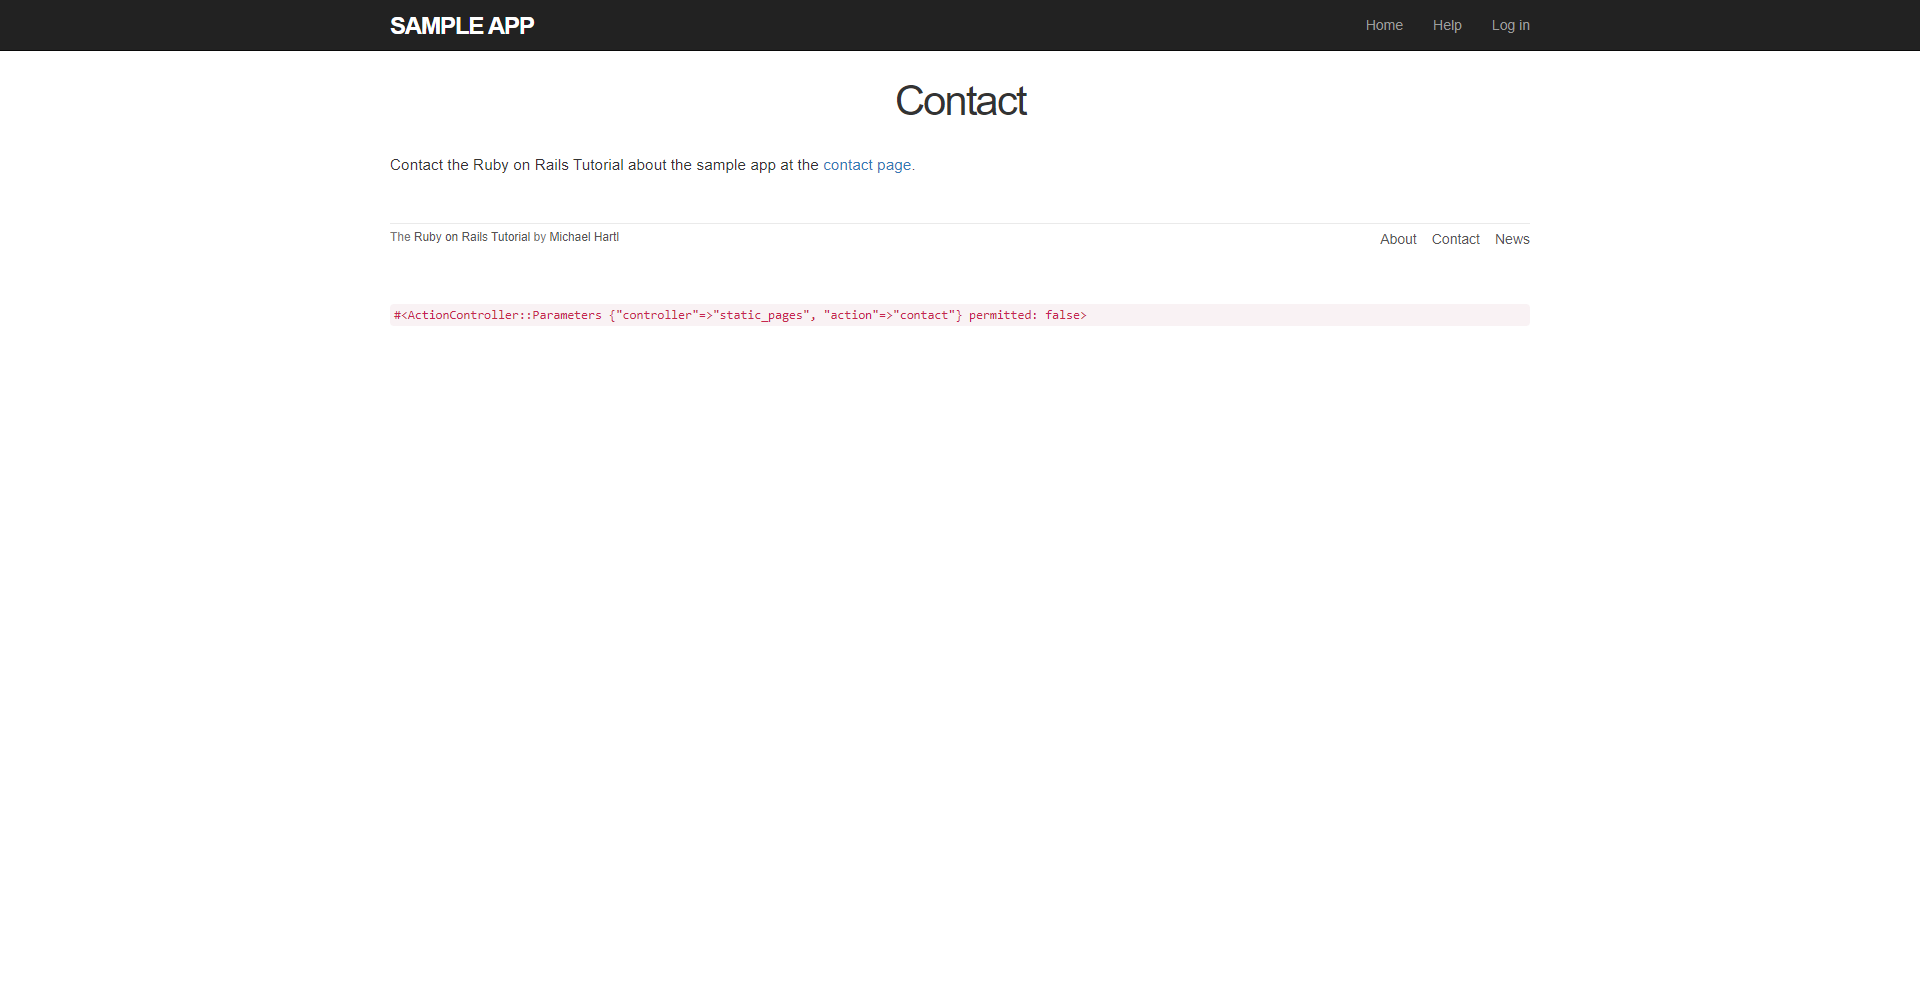 SAMPLE APP Home Help Log in
Contact
Contact the Ruby on Rails Tutorial about the sample app at the contact page.
The Ruby on Rails Tutorial by Michael Hartl About Contact News
#<ActionController::Parameters {"controller"=>"static_pages", "action"=>"contact"} permitted: false>